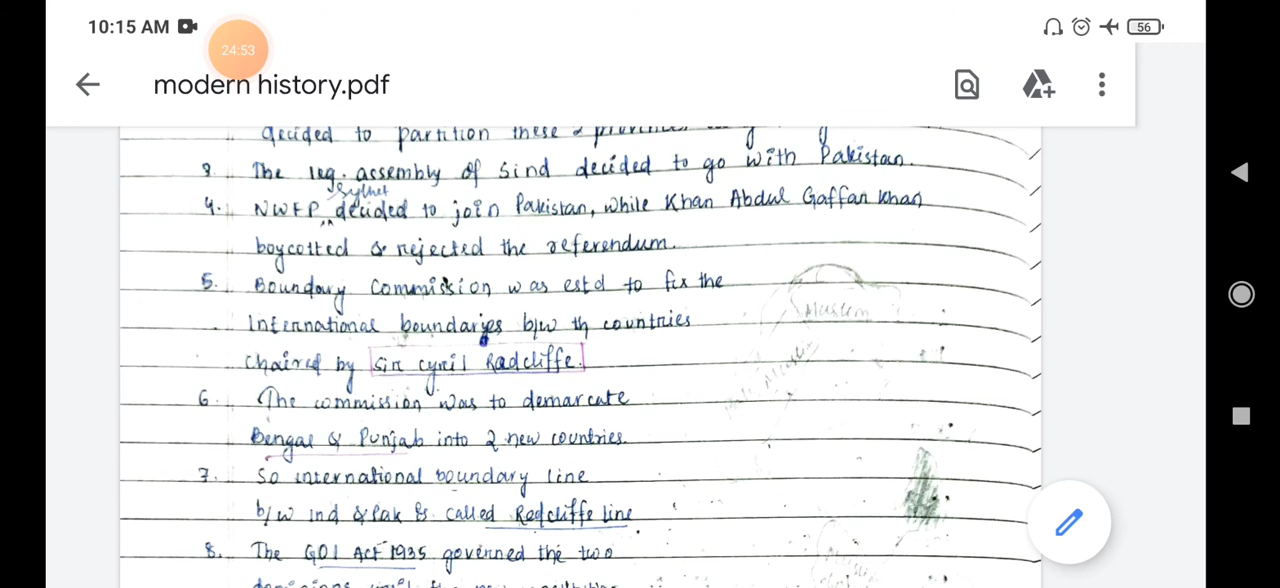 10:15 AM
56
24:53
modern history.pdf
decided to partition these 2
3. The leg. assembly of Sind decided to go with Pakistan.
Sylhet
4. NWFP, decided to join Pakistan, while Khan Abdul Gaffan Khan
boycotted & rejected the referendum.
5. Boundary Commission was estd to fix the
International boundaries b/w th countries
chaired by Sir Cyril Radcliffe.
Muslim
6. The commission was to demarcate
Bengal & Punjab into 2 new countries.
7. So international boundary line
b/w ind & Pak is called Redcliffe line.
8. The GOI ACT 1935 governed the two